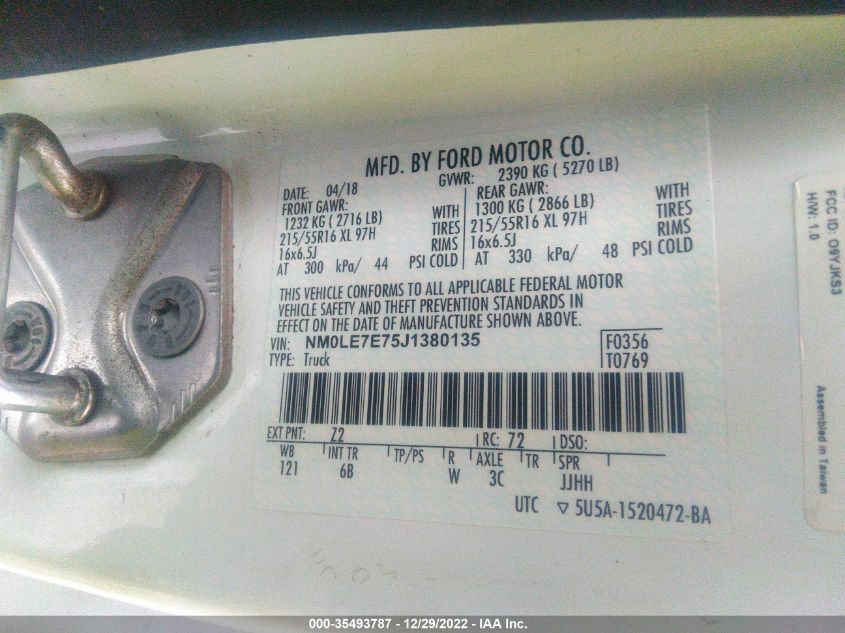 MFD. BY FORD MOTOR CO.
DATE: 04/18 GVWR: 2390 KG ( 5270 LB)
FRONT GAWR: REAR GAWR:
1232 KG ( 2716 LB) WITH 1300 KG ( 2866 LB) WITH
215/55R16 XL 97H TIRES 215/55R16 XL 97H TIRES
16x6.5J RIMS 16x6.5J RIMS
AT 300 kPa/ 44 PSI COLD AT 330 kPa/ 48 PSI COLD
THIS VEHICLE CONFORMS TO ALL APPLICABLE FEDERAL MOTOR
VEHICLE SAFETY AND THEFT PREVENTION STANDARDS IN
EFFECT ON THE DATE OF MANUFACTURE SHOWN ABOVE.
VIN: NM0LE7E75J1380135 F0356
TYPE: Truck T0769
EXT PNT: Z2 RC: 72 DSO:
WB INT TR TP/PS R AXLE TR SPR
121 6B W 3C JJHH
UTC ▽ 5U5A-1520472-BA
FCC ID: O9YJKS3
H/W: 1.0
Assembled in Taiwan
000-35493787 - 12/29/2022 - IAA Inc.